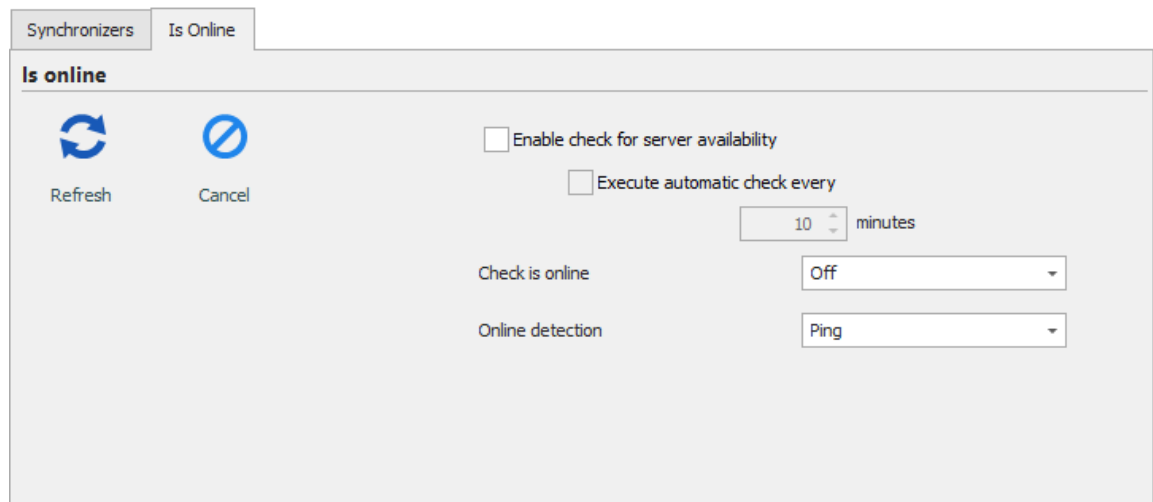 Synchronizers Is Online
Is online
Refresh Cancel
Enable check for server availability
Execute automatic check every
10 minutes
Check is online Off
Online detection Ping